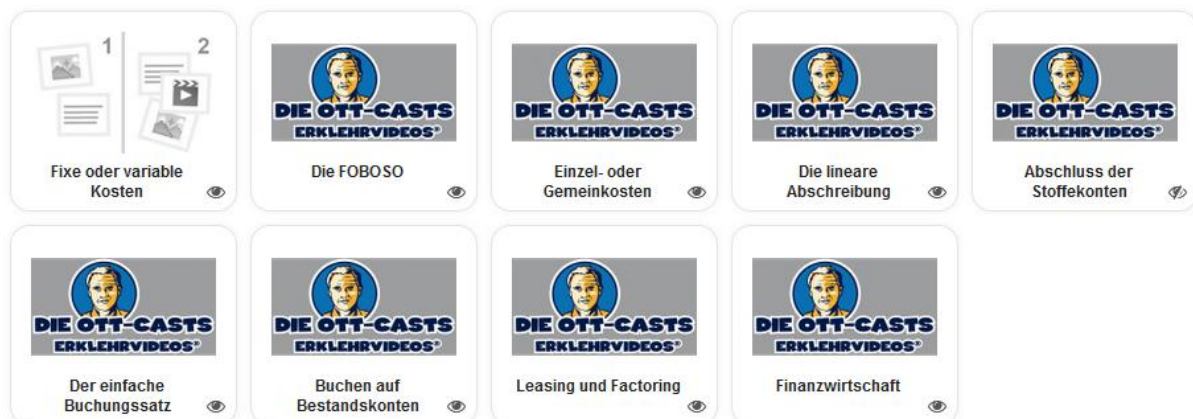 1
2
Fixe oder variable
Kosten
DIE OTT-CASTS
ERKLEHRVIDEOS®
Die FOBOSO
DIE OTT-CASTS
ERKLEHRVIDEOS®
Einzel- oder
Gemeinkosten
DIE OTT-CASTS
ERKLEHRVIDEOS®
Die lineare
Abschreibung
DIE OTT-CASTS
ERKLEHRVIDEOS®
Abschluss der
Stoffekonten
DIE OTT-CASTS
ERKLEHRVIDEOS®
Der einfache
Buchungssatz
DIE OTT-CASTS
ERKLEHRVIDEOS®
Buchen auf
Bestandskonten
DIE OTT-CASTS
ERKLEHRVIDEOS®
Leasing und Factoring
DIE OTT-CASTS
ERKLEHRVIDEOS®
Finanzwirtschaft